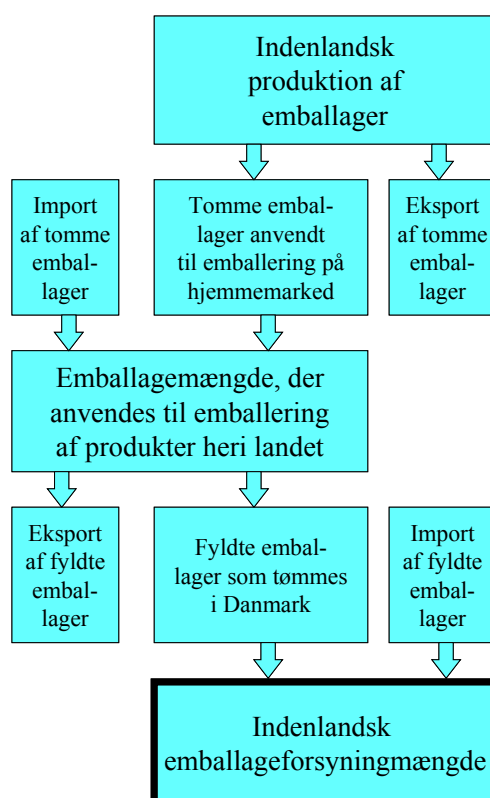 Indenlandsk
produktion af
emballager
Import
af tomme
embal-
lager
Tomme embal-
lager anvendt
til emballering på
hjemmemarked
Eksport
af tomme
embal-
lager
Emballagemængde, der
anvendes til emballering
af produkter heri landet
Eksport
af fyldte
embal-
lager
Fyldte embal-
lager som tømmes
i Danmark
Import
af fyldte
embal-
lager
Indenlandsk
emballageforsyningmængde